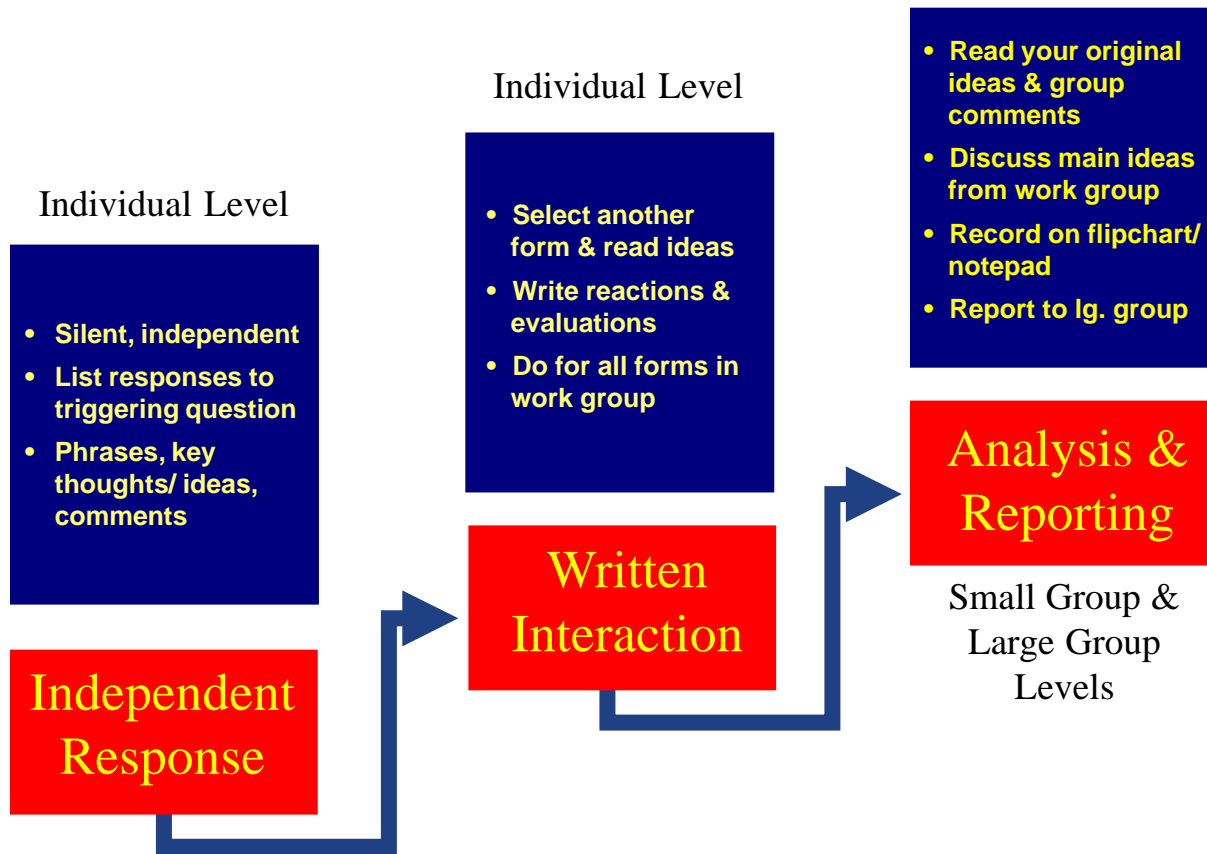 Individual Level
• Silent, independent
• List responses to
triggering question
• Phrases, key
thoughts/ ideas,
comments
Independent
Response
Individual Level
• Select another
form & read ideas
• Write reactions &
evaluations
• Do for all forms in
work group
Written
Interaction
• Read your original
ideas & group
comments
• Discuss main ideas
from work group
• Record on flipchart/
notepad
• Report to lg. group
Analysis &
Reporting
Small Group &
Large Group
Levels